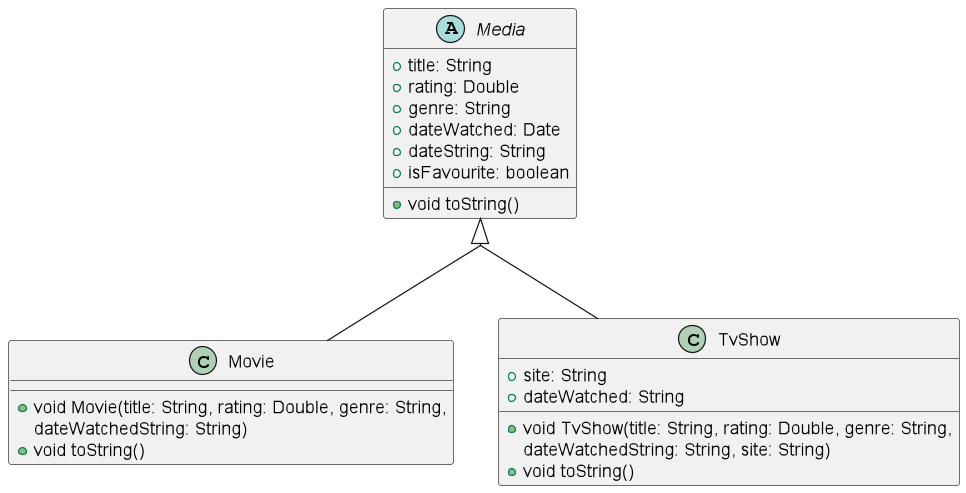 A Media
title: String
rating: Double
genre: String
dateWatched: Date
dateString: String
isFavourite: boolean
void toString()
C Movie
void Movie(title: String, rating: Double, genre: String,
dateWatchedString: String)
void toString()
C TvShow
site: String
dateWatched: String
void TvShow(title: String, rating: Double, genre: String,
dateWatchedString: String, site: String)
void toString()